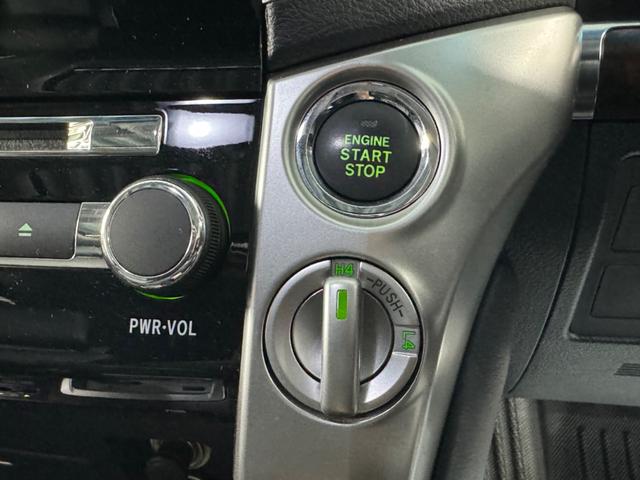 ENGINE
START
STOP
H4
-PUSH-
L4
PWR·VOL